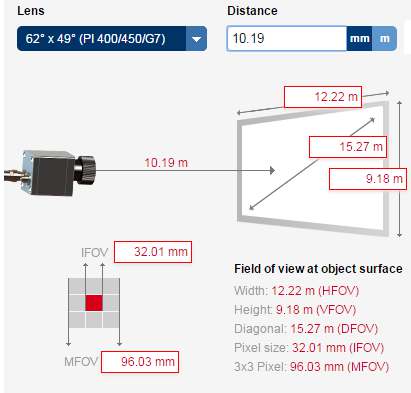 Lens
Distance
62° x 49° (PI 400/450/G7)
10.19
mm
m
12.22 m
15.27 m
10.19 m
9.18 m
IFOV
32.01 mm
MFOV
96.03 mm
Field of view at object surface
Width: 12.22 m (HFOV)
Height: 9.18 m (VFOV)
Diagonal: 15.27 m (DFOV)
Pixel size: 32.01 mm (IFOV)
3x3 Pixel: 96.03 mm (MFOV)